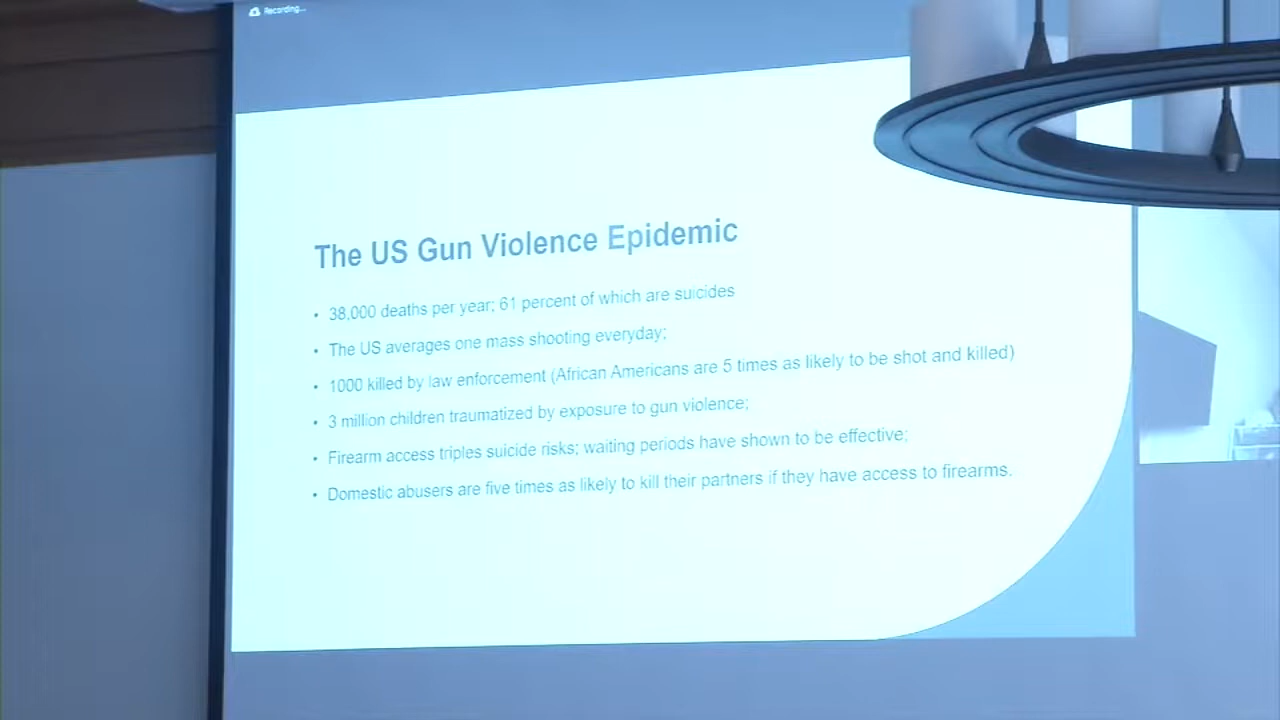 Recording...
The US Gun Violence Epidemic
• 38,000 deaths per year; 61 percent of which are suicides
• The US averages one mass shooting everyday;
• 1000 killed by law enforcement (African Americans are 5 times as likely to be shot and killed)
• 3 million children traumatized by exposure to gun violence;
• Firearm access triples suicide risks; waiting periods have shown to be effective;
• Domestic abusers are five times as likely to kill their partners if they have access to firearms.